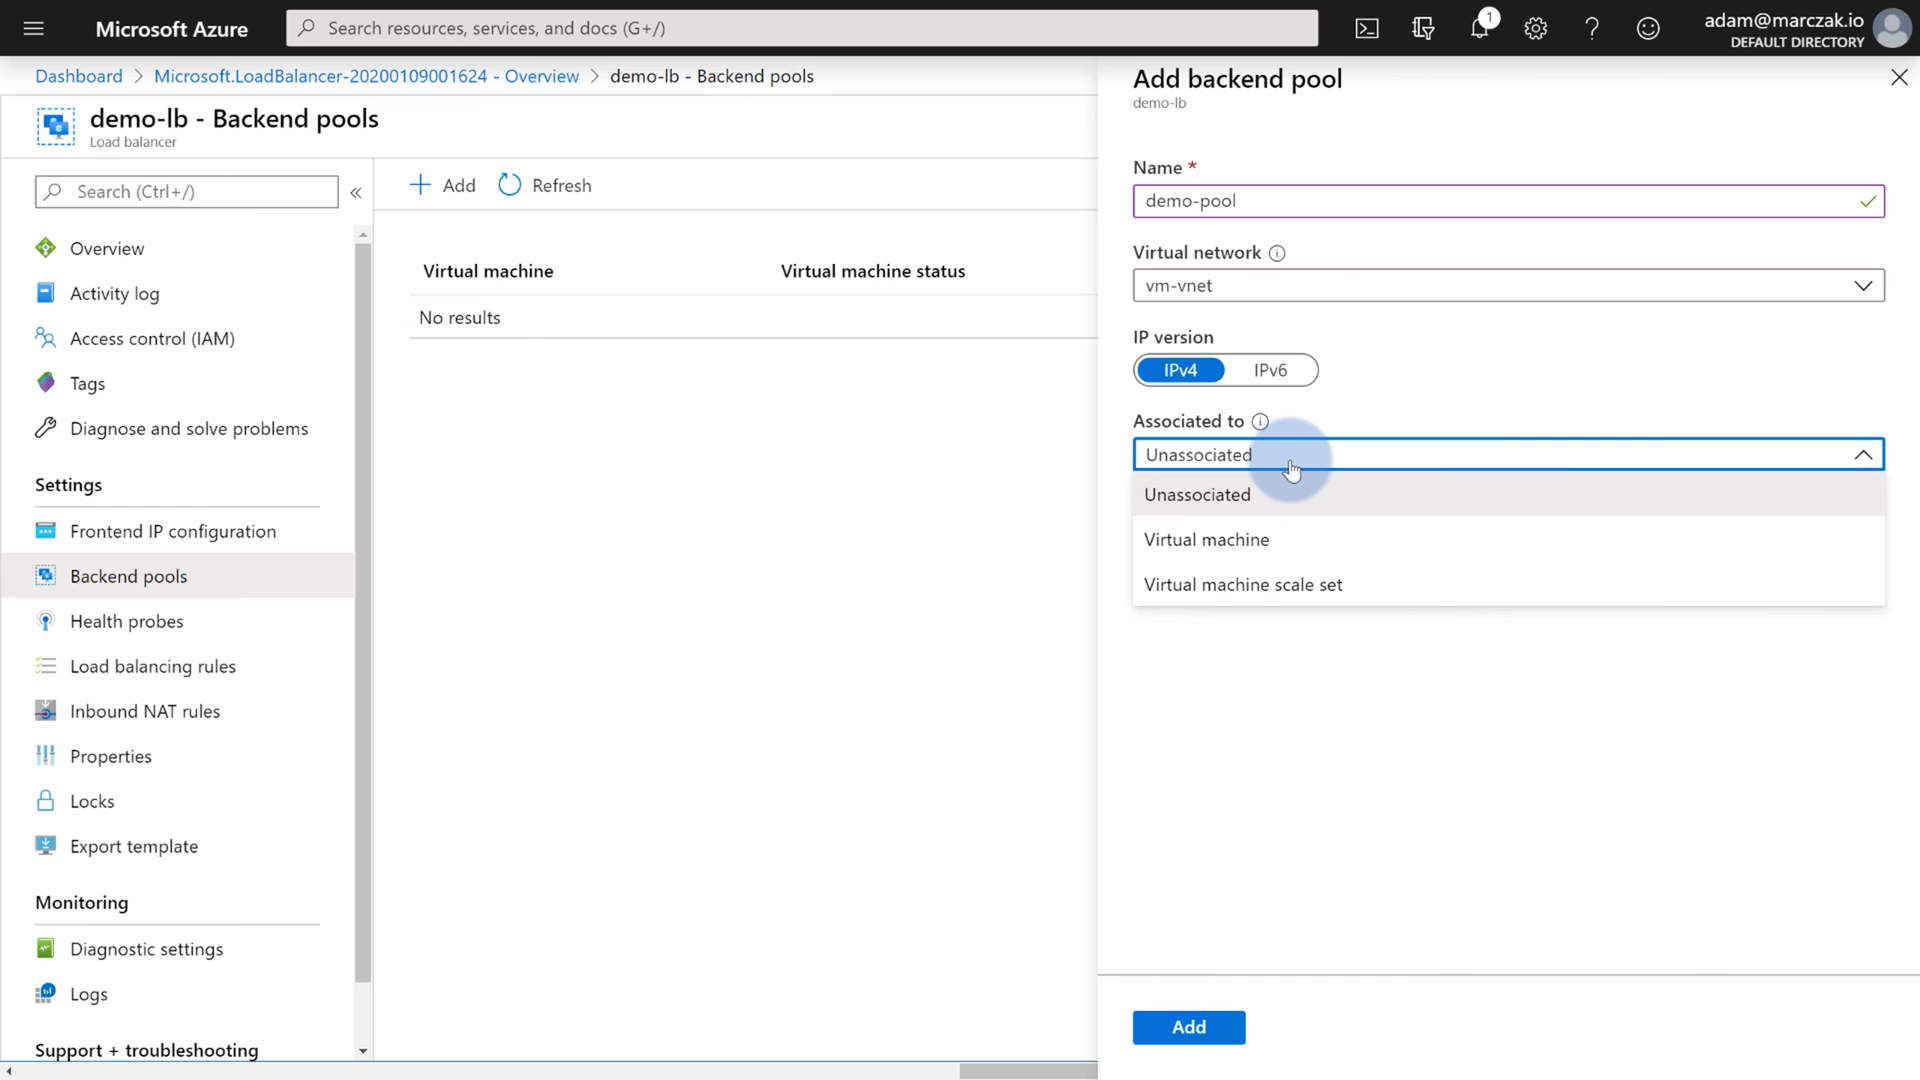 Microsoft Azure
Search resources, services, and docs (G+/)
1
adam@marczak.io
DEFAULT DIRECTORY
Dashboard > Microsoft.LoadBalancer-20200109001624 - Overview > demo-lb - Backend pools
demo-lb - Backend pools
Load balancer
Search (Ctrl+/)
«
Overview
Activity log
Access control (IAM)
Tags
Diagnose and solve problems
Settings
Frontend IP configuration
Backend pools
Health probes
Load balancing rules
Inbound NAT rules
Properties
Locks
Export template
Monitoring
Diagnostic settings
Logs
Support + troubleshooting
Add
Refresh
Virtual machine
Virtual machine status
No results
Add backend pool
demo-lb
Name *
demo-pool
Virtual network
vm-vnet
IP version
IPv4
IPv6
Associated to
Unassociated
Unassociated
Virtual machine
Virtual machine scale set
Add